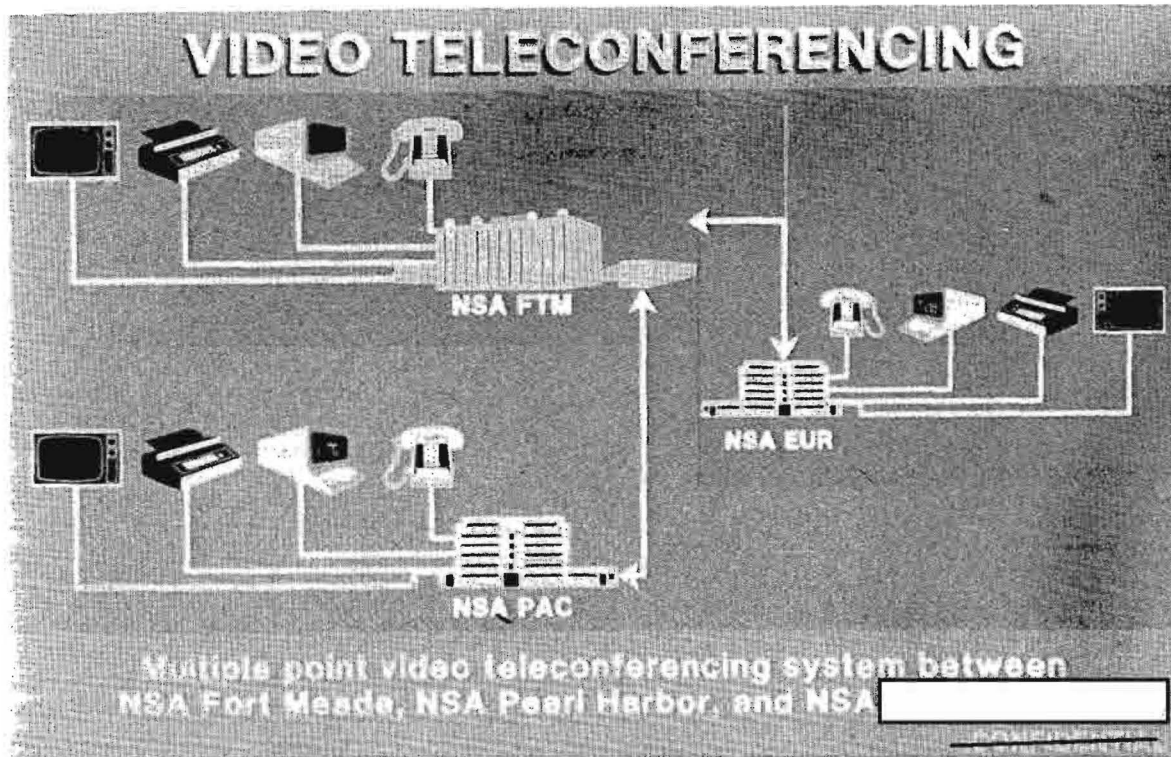 VIDEO TELECONFERENCING
NSA FTM
NSA EUR
NSA PAC
Multiple point video teleconferencing system between
NSA Fort Meade, NSA Pearl Harbor, and NSA
CONFIDENTIAL